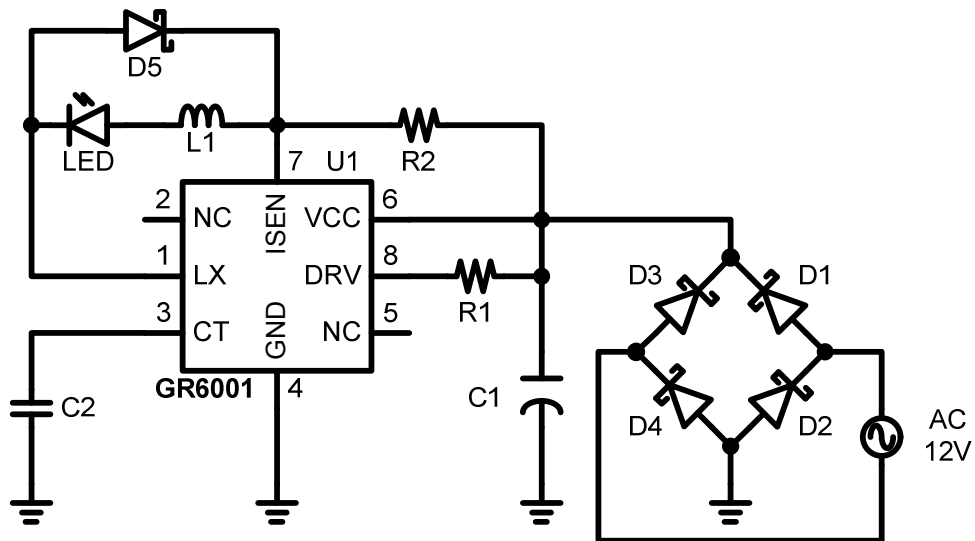 D5
LED
L1
R2
7
U1
2
NC
ISEN
VCC
6
1
LX
DRV
8
R1
3
CT
GND
NC
5
GR6001
4
C2
C1
D3
D1
D4
D2
AC
12V